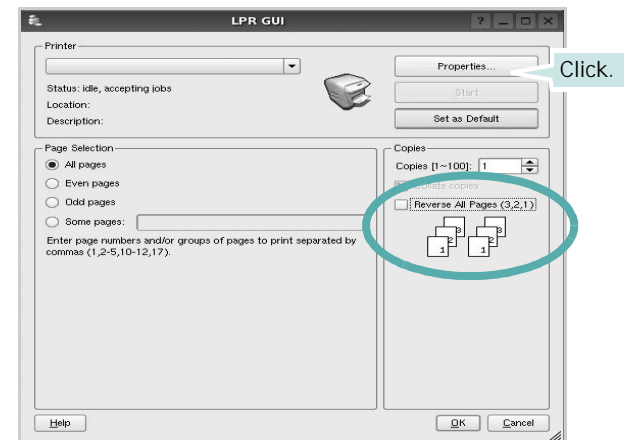 LPR GUI
Printer
Properties...
Click.
Status: idle, accepting jobs
Start
Location:
Description:
Set as Default
Page Selection
All pages
Even pages
Odd pages
Some pages:
Enter page numbers and/or groups of pages to print separated by
commas (1,2-5,10-12,17).
Copies
Copies [1~100]: 1
Collate copies
Reverse All Pages (3,2,1)
3 3
2 2
1 1
Help
OK
Cancel